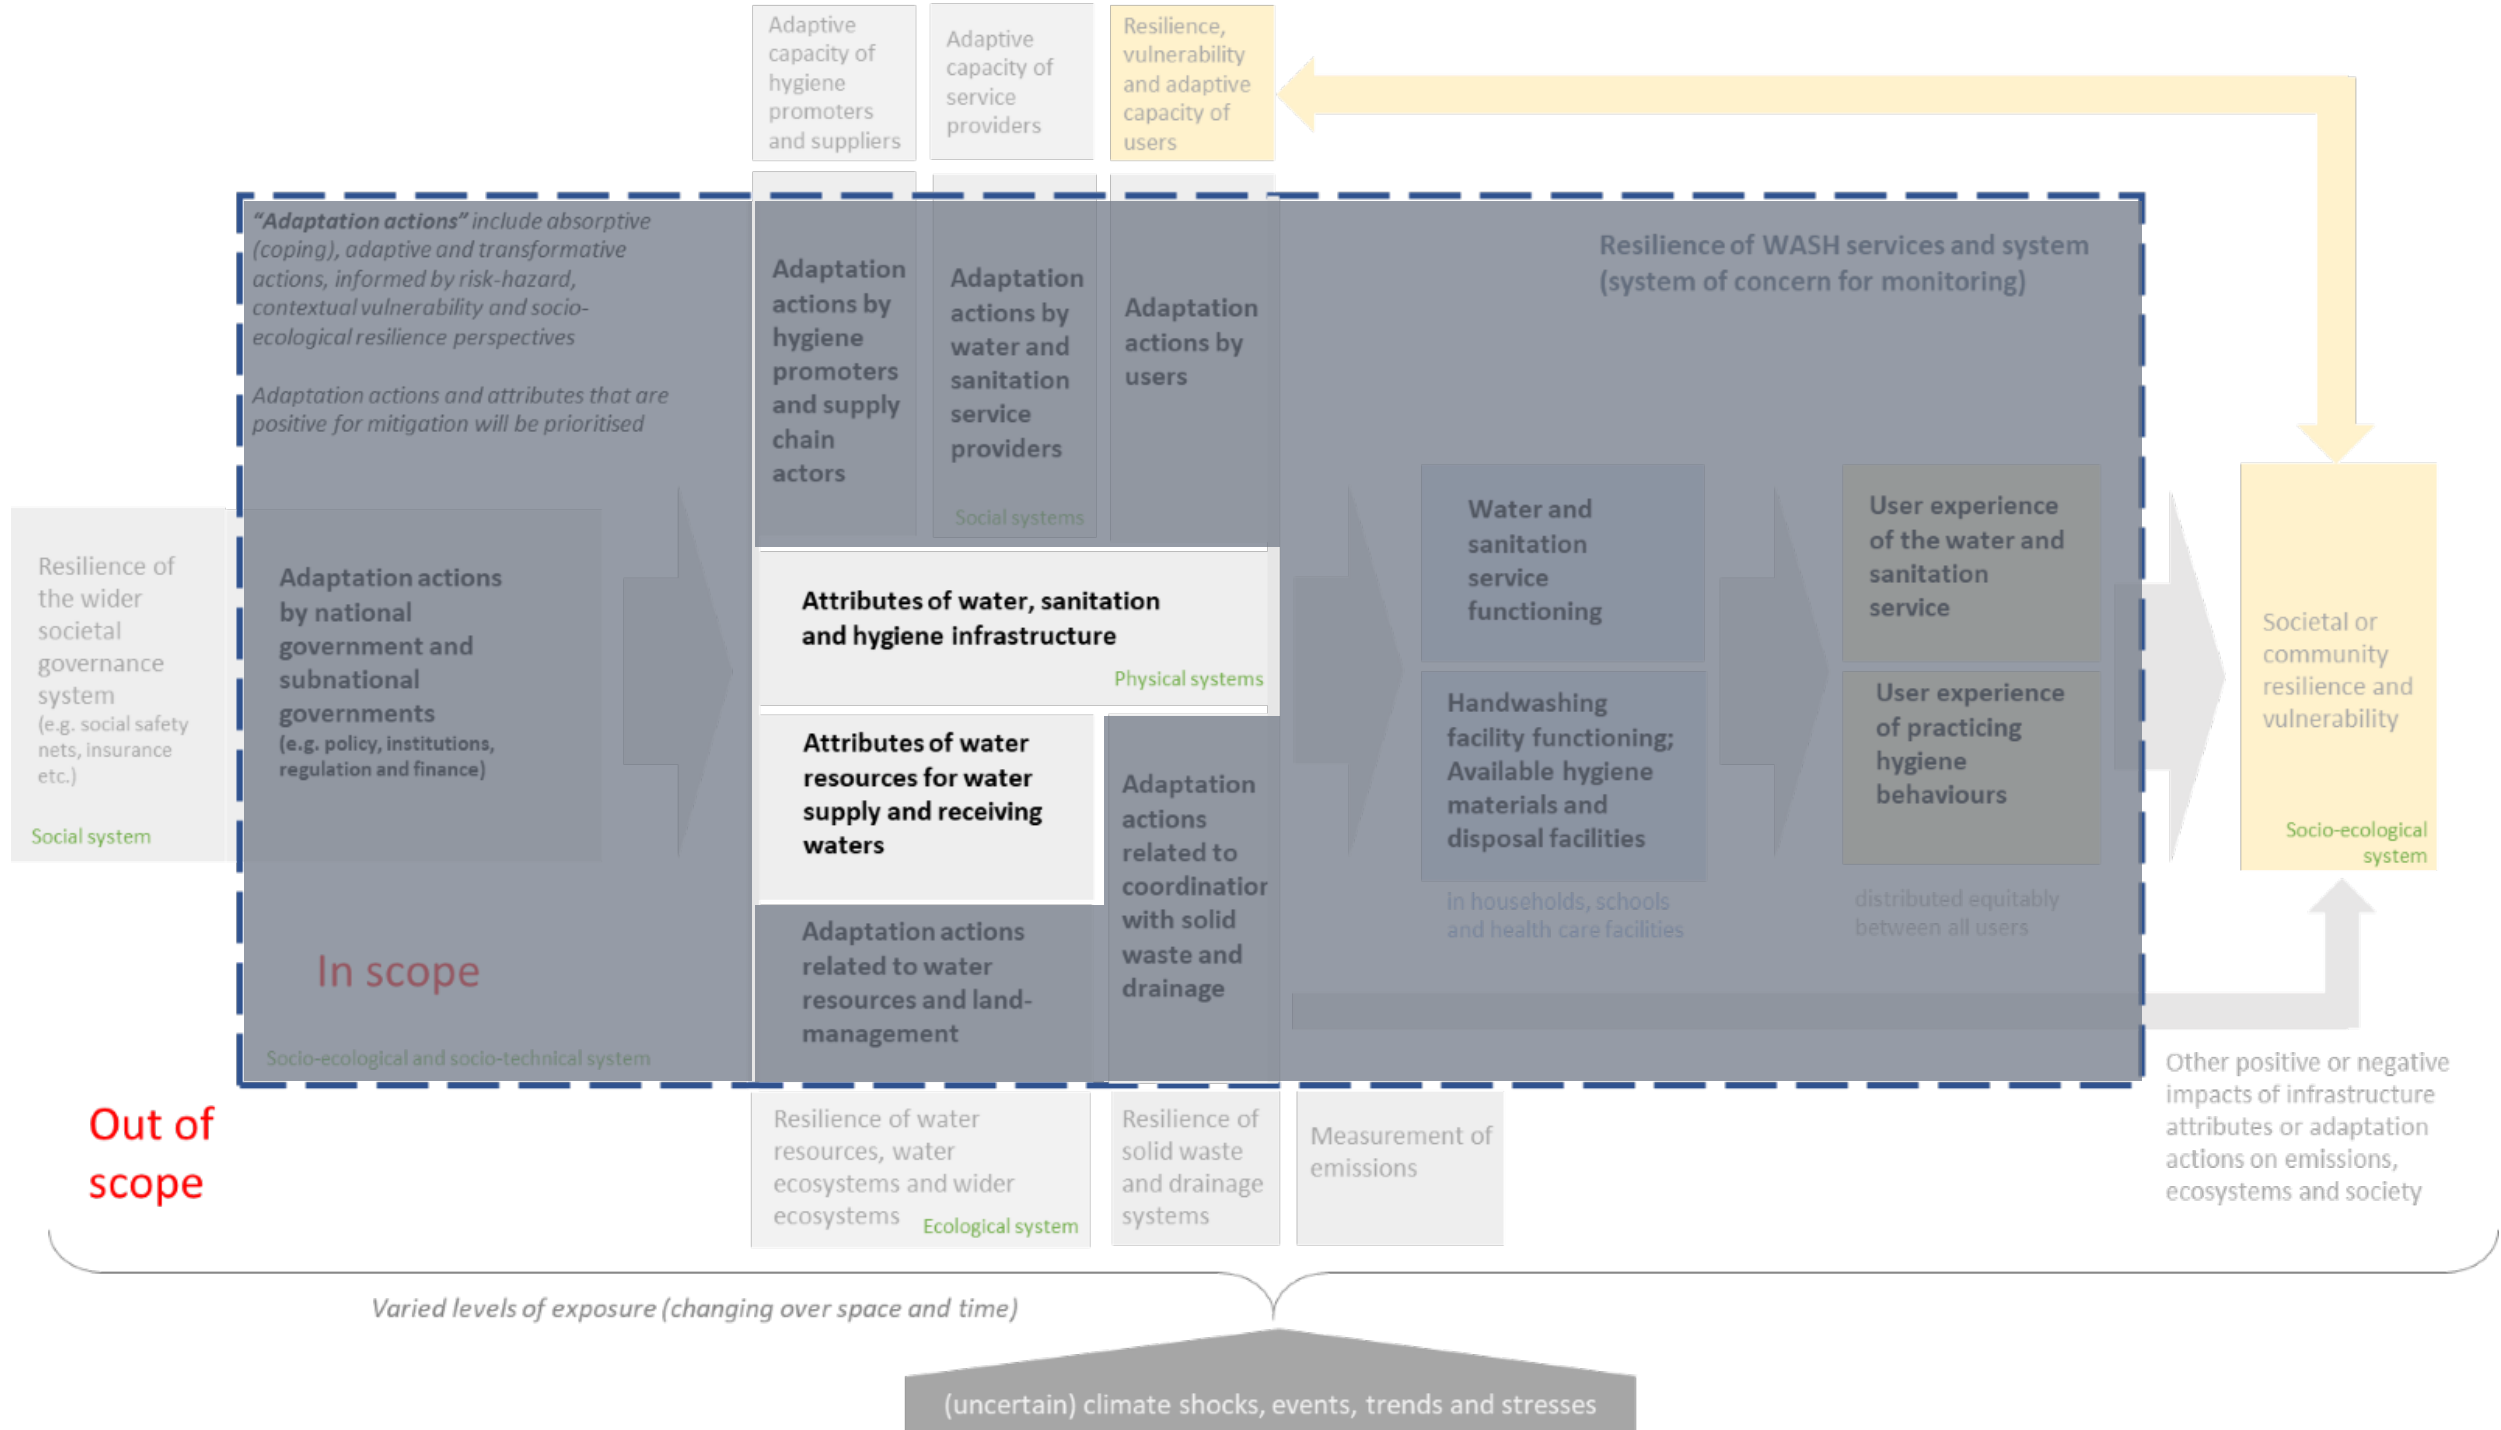 Adaptive
capacity of
hygiene
promoters
and suppliers
Adaptive
capacity of
service
providers
Resilience,
vulnerability
and adaptive
capacity of
users
“Adaptation actions” include absorptive
(coping), adaptive and transformative
actions, informed by risk-hazard,
contextual vulnerability and socio-
ecological resilience perspectives
Adaptation actions and attributes that are
positive for mitigation will be prioritised
Adaptation
actions by
hygiene
promoters
and supply
chain
actors
Adaptation
actions by
water and
sanitation
service
providers
Social systems
Adaptation
actions by
users
Resilience of WASH services and system
(system of concern for monitoring)
Resilience of
the wider
societal
governance
system
(e.g. social safety
nets, insurance
etc.)
Social system
Adaptation actions
by national
government and
subnational
governments
(e.g. policy, institutions,
regulation and finance)
Attributes of water, sanitation
and hygiene infrastructure
Physical systems
Attributes of water
resources for water
supply and receiving
waters
Adaptation
actions
related to
coordination
with solid
waste and
drainage
Adaptation actions
related to water
resources and land-
management
Water and
sanitation
service
functioning
Handwashing
facility functioning;
Available hygiene
materials and
disposal facilities
in households, schools
and health care facilities
User experience
of the water and
sanitation
service
User experience
of practicing
hygiene
behaviours
distributed equitably
between all users
Societal or
community
resilience and
vulnerability
Socio-ecological
system
In scope
Socio-ecological and socio-technical system
Out of
scope
Resilience of water
resources, water
ecosystems and wider
ecosystems
Ecological system
Resilience of
solid waste
and drainage
systems
Measurement of
emissions
Other positive or negative
impacts of infrastructure
attributes or adaptation
actions on emissions,
ecosystems and society
Varied levels of exposure (changing over space and time)
(uncertain) climate shocks, events, trends and stresses